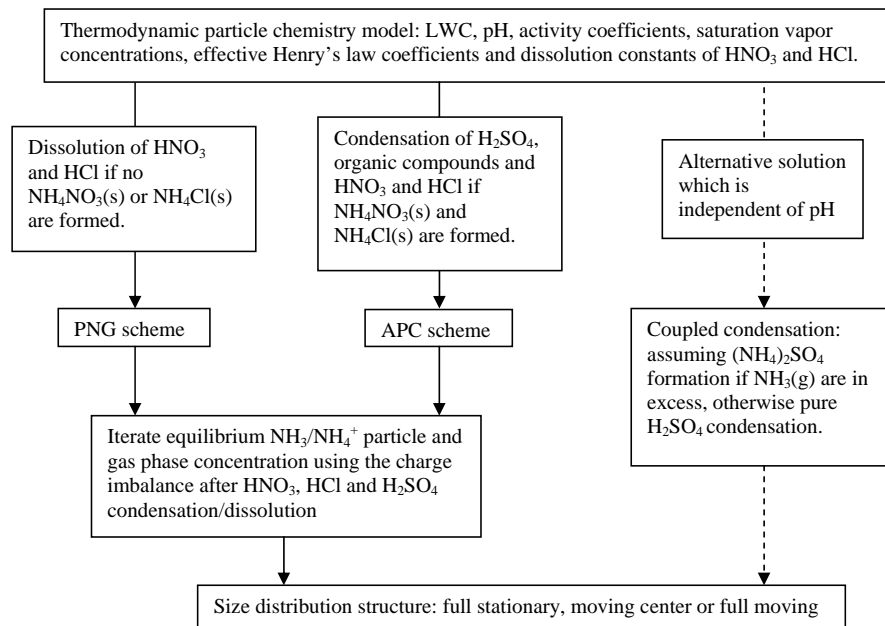 Thermodynamic particle chemistry model: LWC, pH, activity coefficients, saturation vapor
concentrations, effective Henry's law coefficients and dissolution constants of HNO₃ and HCl.
Dissolution of HNO₃
and HCl if no
NH₄NO₃(s) or NH₄Cl(s)
are formed.
Condensation of H₂SO₄,
organic compounds and
HNO₃ and HCl if
NH₄NO₃(s) and
NH₄Cl(s) are formed.
Alternative solution
which is
independent of pH
PNG scheme
APC scheme
Coupled condensation:
assuming (NH₄)₂SO₄
formation if NH₃(g) are in
excess, otherwise pure
H₂SO₄ condensation.
Iterate equilibrium NH₃/NH₄⁺ particle and
gas phase concentration using the charge
imbalance after HNO₃, HCl and H₂SO₄
condensation/dissolution
Size distribution structure: full stationary, moving center or full moving